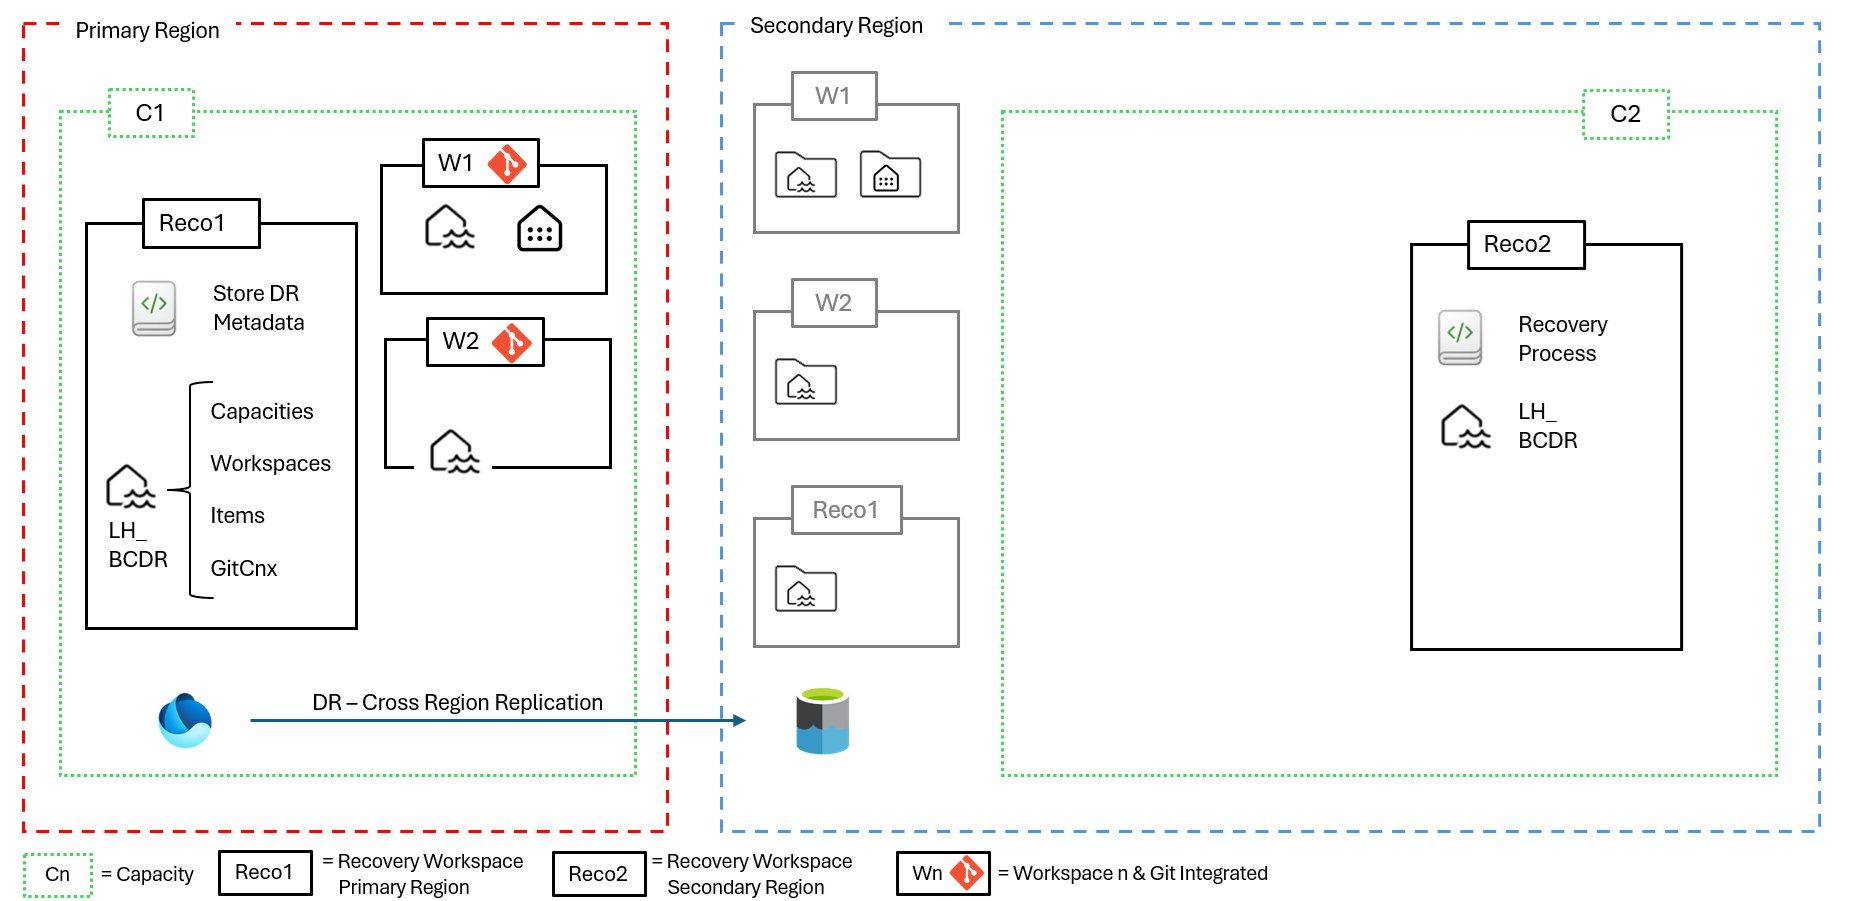 Primary Region
C1
Reco1
Store DR
Metadata
Capacities
Workspaces
Items
GitCnx
LH_
BCDR
W1
W2
DR – Cross Region Replication
Secondary Region
W1
W2
Reco1
C2
Reco2
Recovery
Process
LH_
BCDR
Cn
= Capacity
Reco1
= Recovery Workspace
Primary Region
Reco2
= Recovery Workspace
Secondary Region
Wn
= Workspace n & Git Integrated